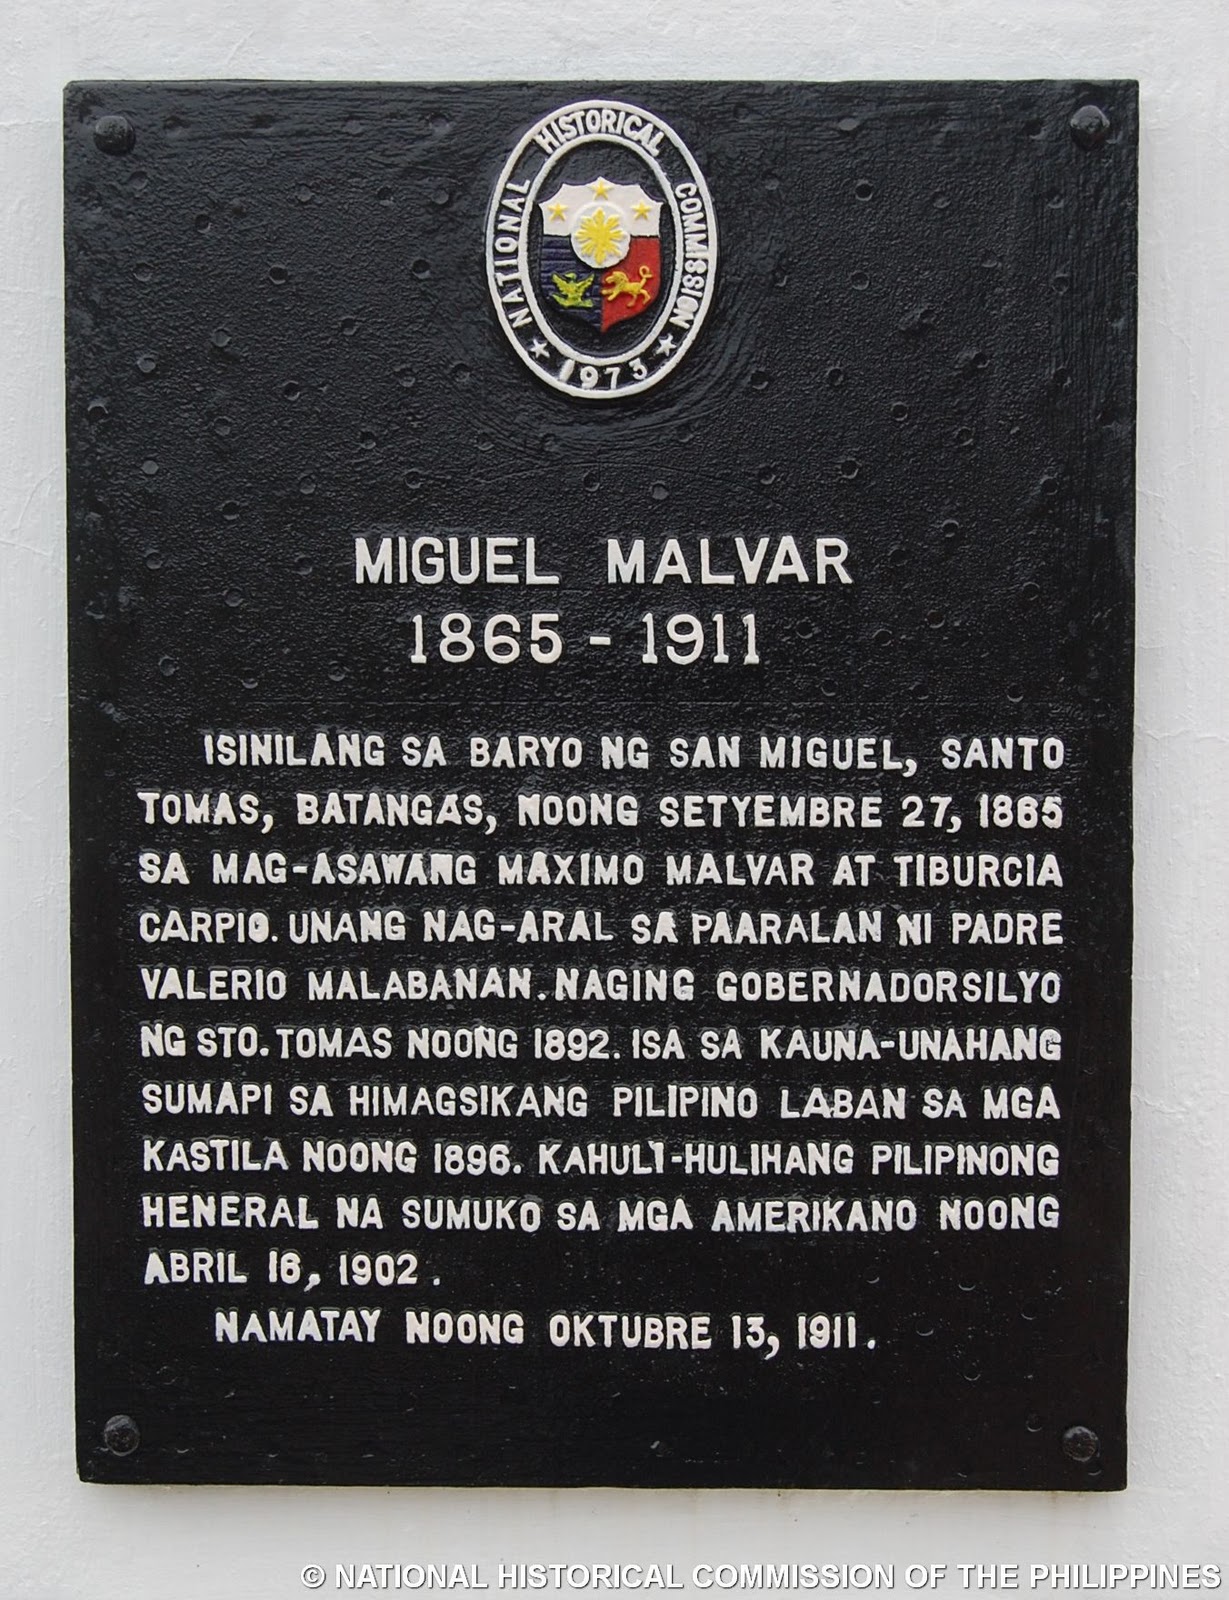 NATIONAL HISTORICAL COMMISSION
★ 1973 ★
MIGUEL MALVAR
1865 - 1911
ISINILANG SA BARYO NG SAN MIGUEL, SANTO
TOMAS, BATANGAS, NOONG SETYEMBRE 27, 1865
SA MAG-ASAWANG MAXIMO MALVAR AT TIBURCIA
CARPIO. UNANG NAG-ARAL SA PAARALAN NI PADRE
VALERIO MALABANAN. NAGING GOBERNADORSILYO
NG STO. TOMAS NOONG 1892. ISA SA KAUNA-UNAHANG
SUMAPI SA HIMAGSIKANG PILIPINO LABAN SA MGA
KASTILA NOONG 1896. KAHULI-HULIHANG PILIPINONG
HENERAL NA SUMUKO SA MGA AMERIKANO NOONG
ABRIL 16, 1902.
NAMATAY NOONG OKTUBRE 13, 1911.
© NATIONAL HISTORICAL COMMISSION OF THE PHILIPPINES